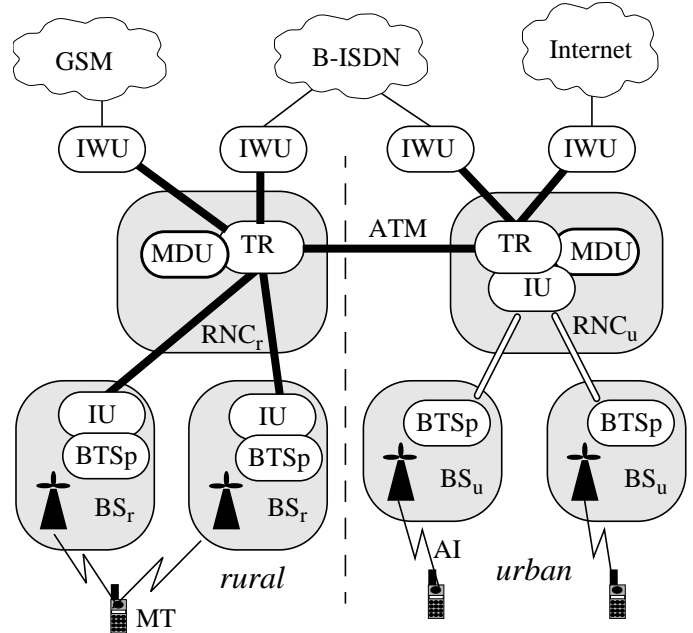 GSM
B-ISDN
Internet
IWU
IWU
IWU
IWU
ATM
MDU
TR
TR
MDU
IU
RNCr
RNCu
IU
BTSp
IU
BTSp
BTSp
BTSp
BSr
BSr
BSu
BSu
AI
rural
urban
MT